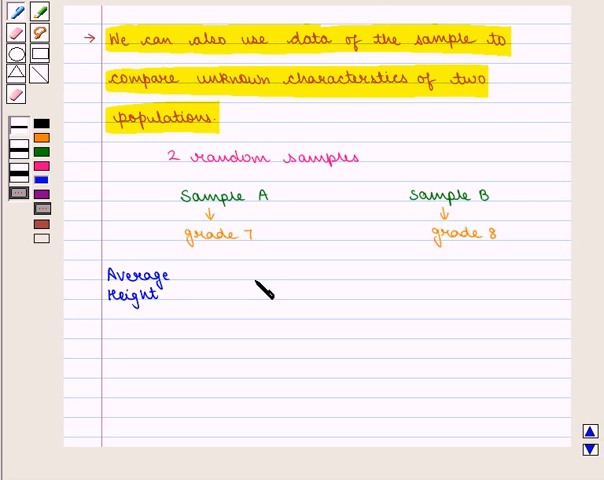 → We can also use data of the sample to
compare unknown characterstics of two
populations.
2 random samples
Sample A Sample B
↓ ↓
grade 7 grade 8
Average
Height